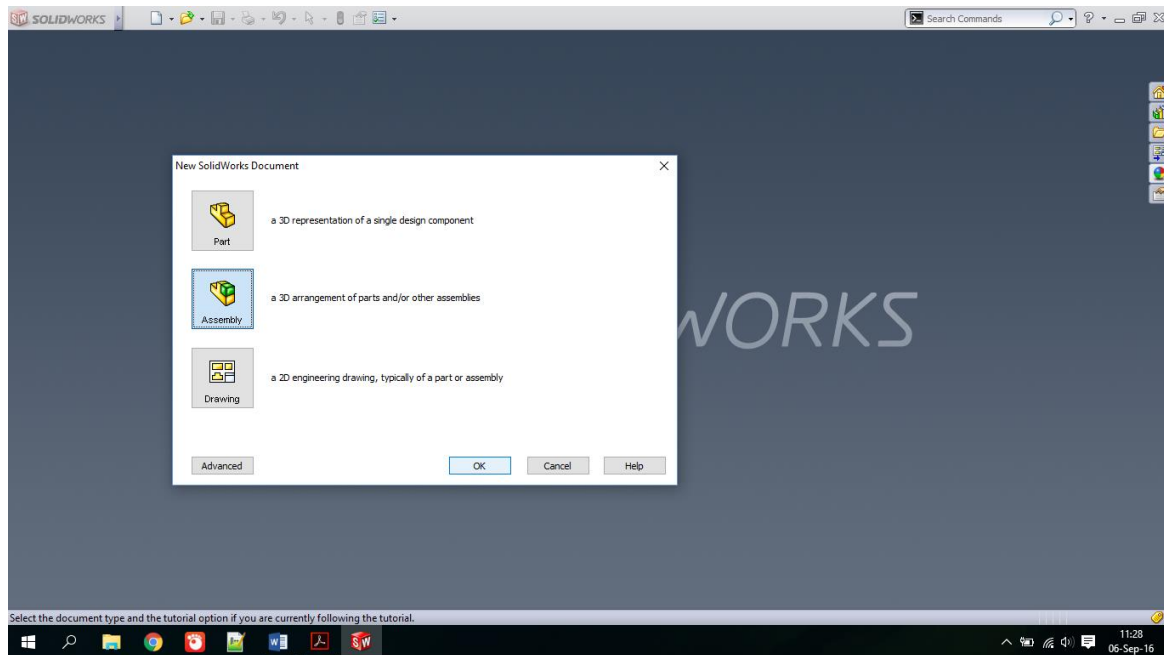 SOLIDWORKS
Search Commands
New SolidWorks Document
Part
a 3D representation of a single design component
Assembly
a 3D arrangement of parts and/or other assemblies
WORKS
Drawing
a 2D engineering drawing, typically of a part or assembly
Advanced
OK
Cancel
Help
Select the document type and the tutorial option if you are currently following the tutorial.
11:28
06-Sep-16